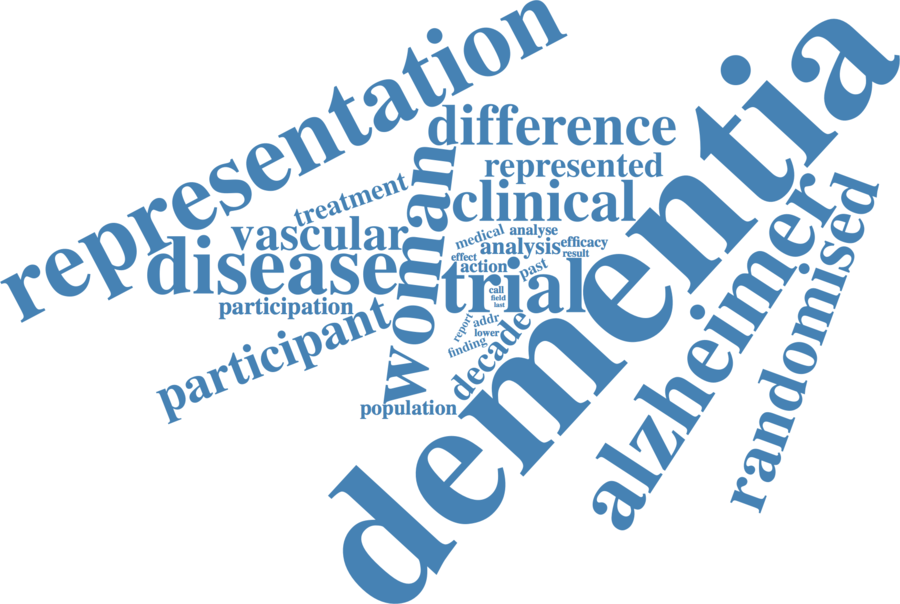 representation
difference
represented
treatment
woman
clinical
vascular
disease
medical
analyse
analysis
efficacy
effect
result
action
past
trial
call
field
last
participation
participant
report
addr
lower
finding
decade
population
dementia
alzheimer
randomised